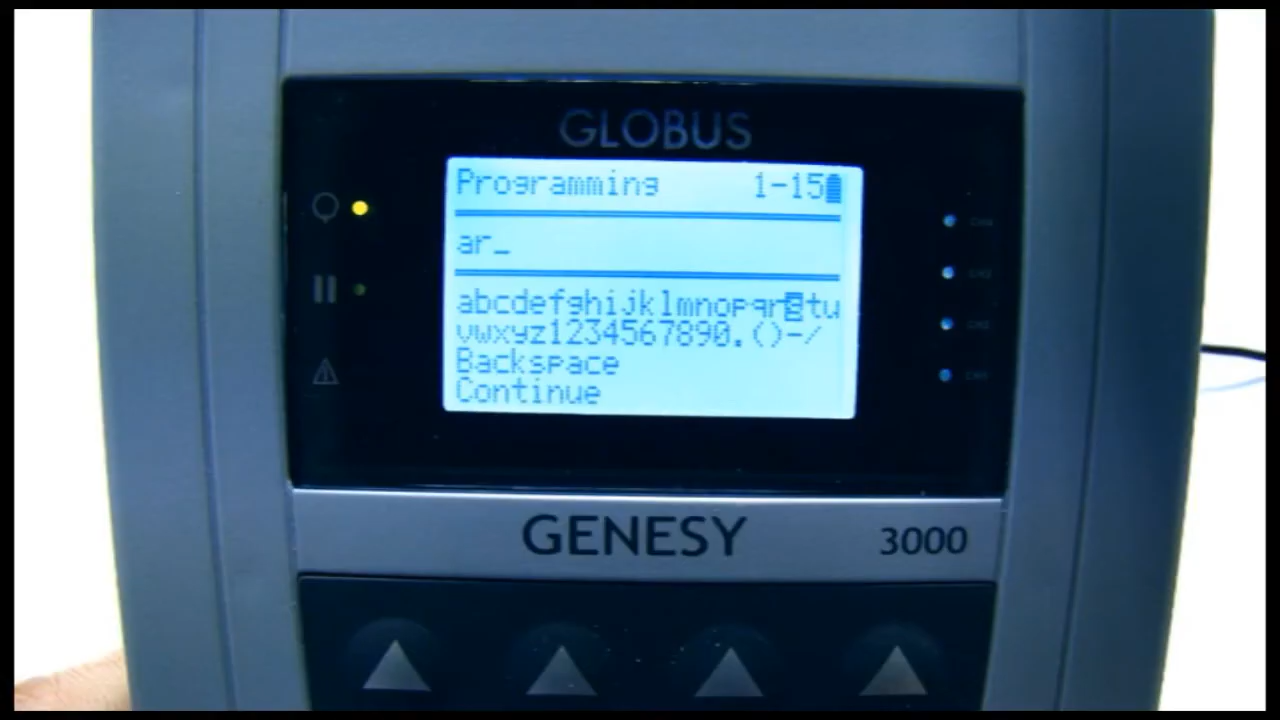 GLOBUS
Programming 1-15
ar_
abcdefghijklmnopqrstu
vwxyz1234567890.()-/
Backspace
Continue
GENESY 3000